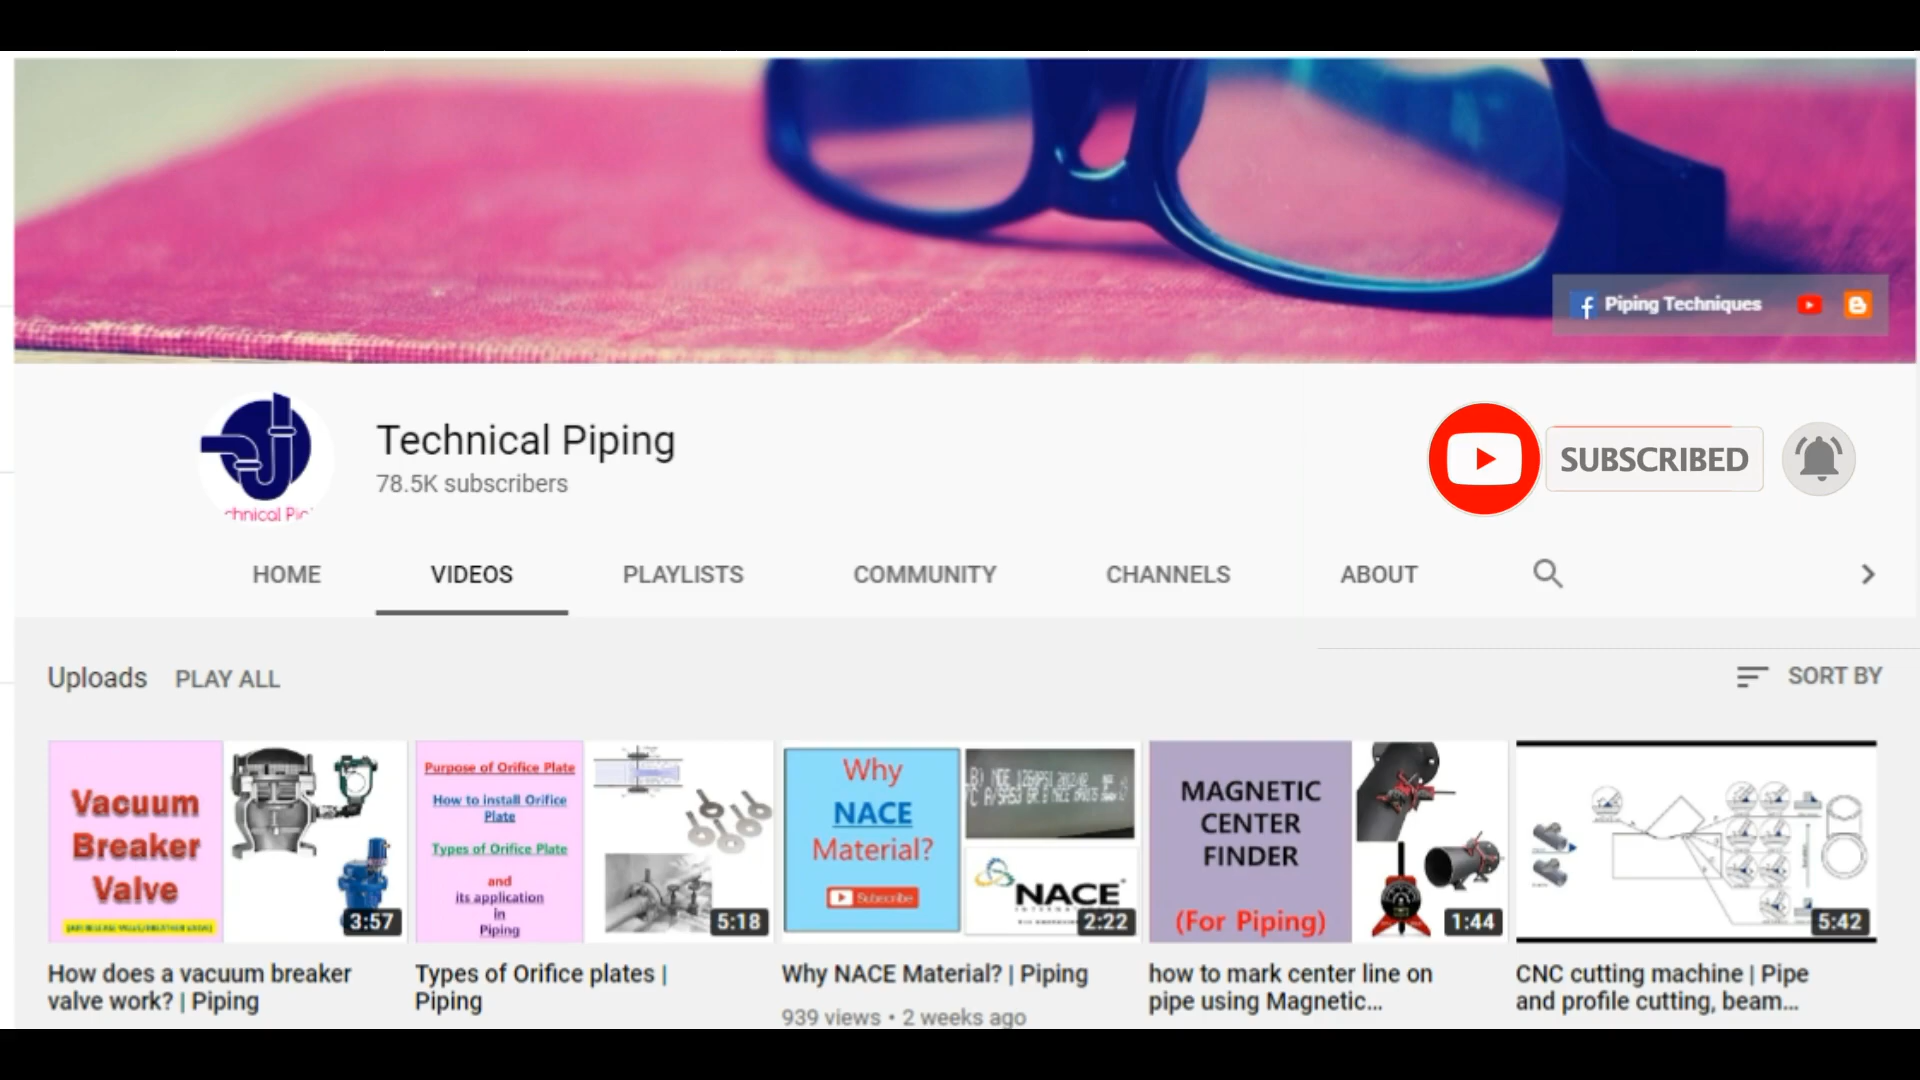 Piping Techniques
Technical Piping
78.5K subscribers
SUBSCRIBED
HOME VIDEOS PLAYLISTS COMMUNITY CHANNELS ABOUT
Uploads PLAY ALL SORT BY
Vacuum
Breaker
Valve
3:57
Purpose of Orifice Plate
How to install Orifice
Plate
Types of Orifice Plate
and
its application
in
Piping
5:18
Why
NACE
Material?
Subscribe
NACE
2:22
MAGNETIC
CENTER
FINDER
(For Piping)
1:44
5:42
How does a vacuum breaker
valve work? | Piping
Types of Orifice plates |
Piping
Why NACE Material? | Piping
939 views • 2 weeks ago
how to mark center line on
pipe using Magnetic...
CNC cutting machine | Pipe
and profile cutting, beam...